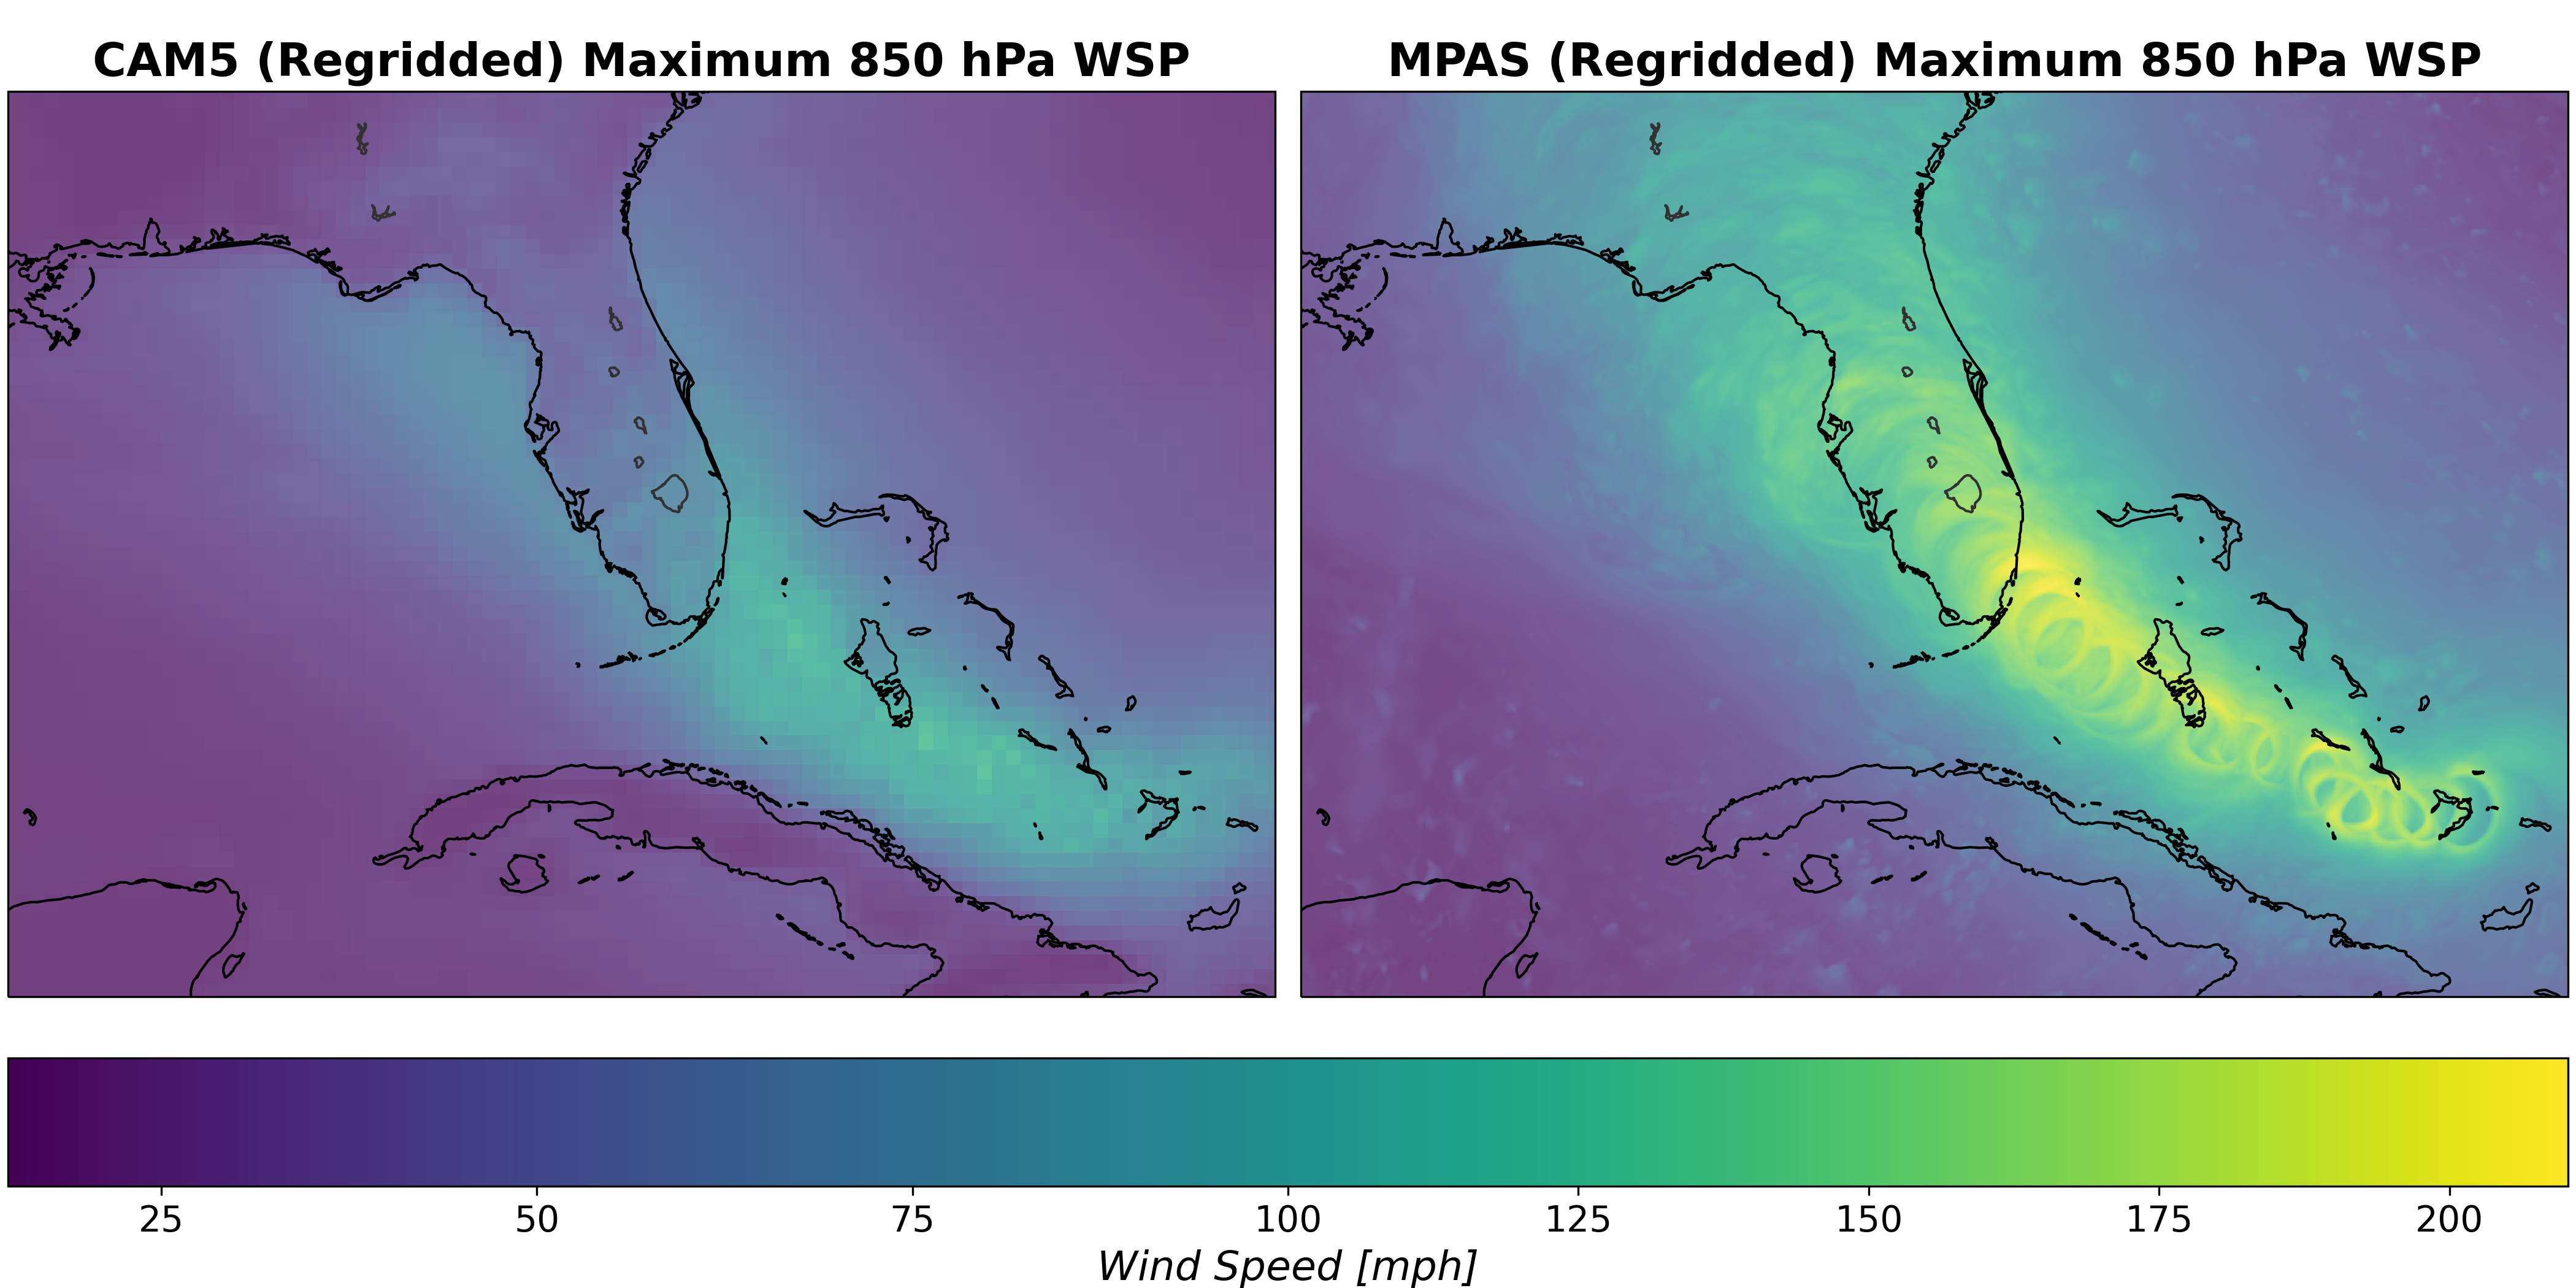 CAM5 (Regridded) Maximum 850 hPa WSP
MPAS (Regridded) Maximum 850 hPa WSP
25 50 75 100 125 150 175 200
Wind Speed [mph]